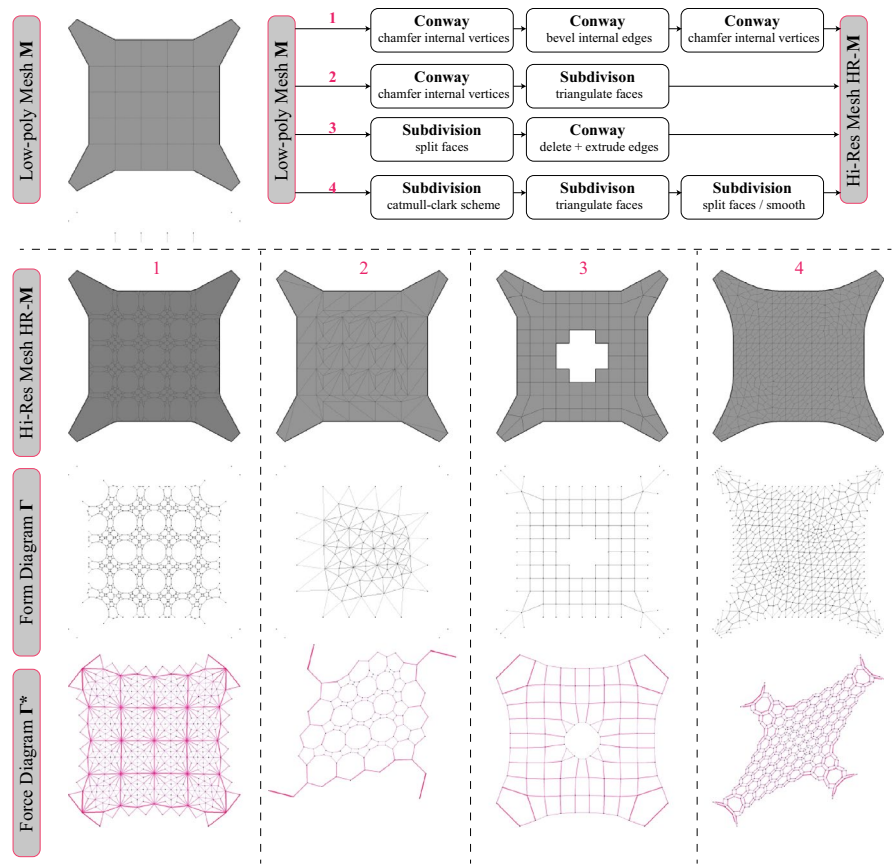 Low-poly Mesh M
Low-poly Mesh M
1
Conway
chamfer internal vertices
Conway
bevel internal edges
Conway
chamfer internal vertices
2
Conway
chamfer internal vertices
Subdivison
triangulate faces
3
Subdivision
split faces
Conway
delete + extrude edges
4
Subdivision
catmull-clark scheme
Subdivison
triangulate faces
Subdivision
split faces / smooth
Hi-Res Mesh HR-M
1
2
3
4
Hi-Res Mesh HR-M
Form Diagram Γ
Force Diagram Γ*